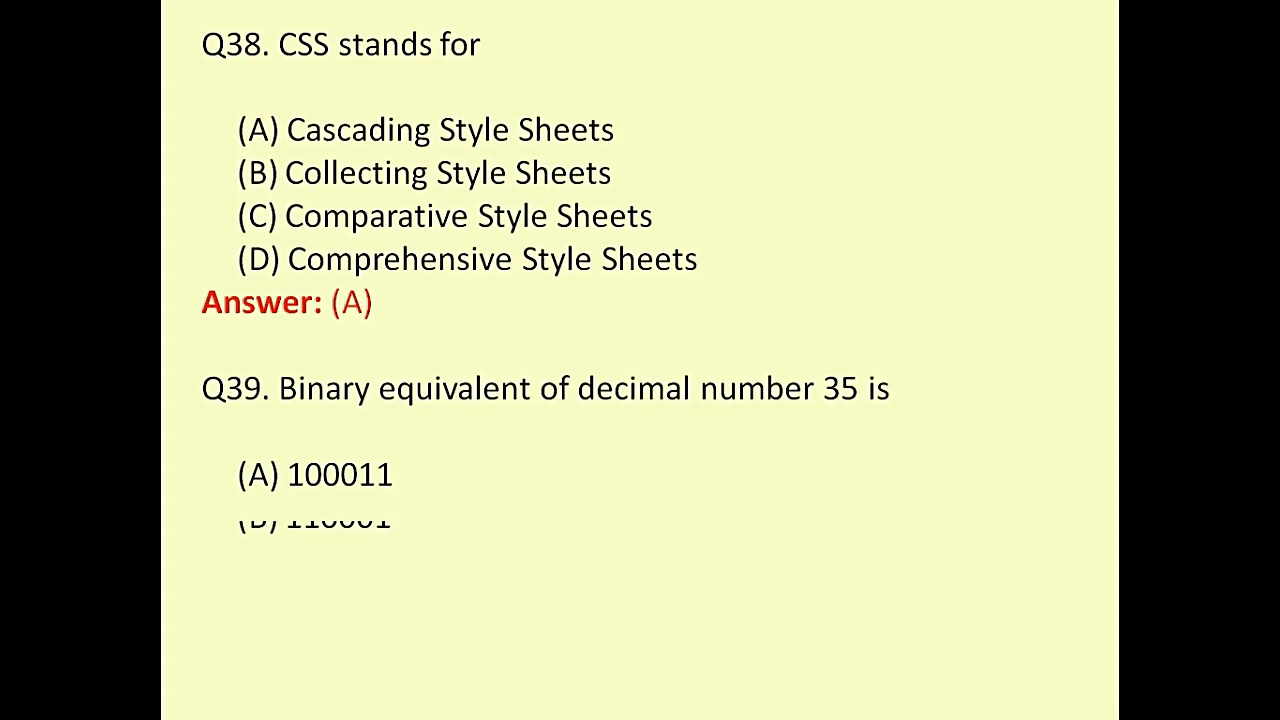 Q38. CSS stands for
(A) Cascading Style Sheets
(B) Collecting Style Sheets
(C) Comparative Style Sheets
(D) Comprehensive Style Sheets
Answer: (A)
Q39. Binary equivalent of decimal number 35 is
(A) 100011
(B) 110001